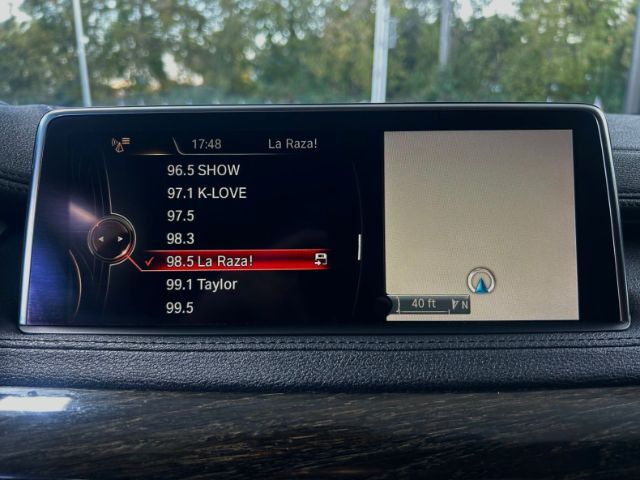 17:48 La Raza!
96.5 SHOW
97.1 K-LOVE
97.5
98.3
98.5 La Raza!
99.1 Taylor
99.5
40 ft N